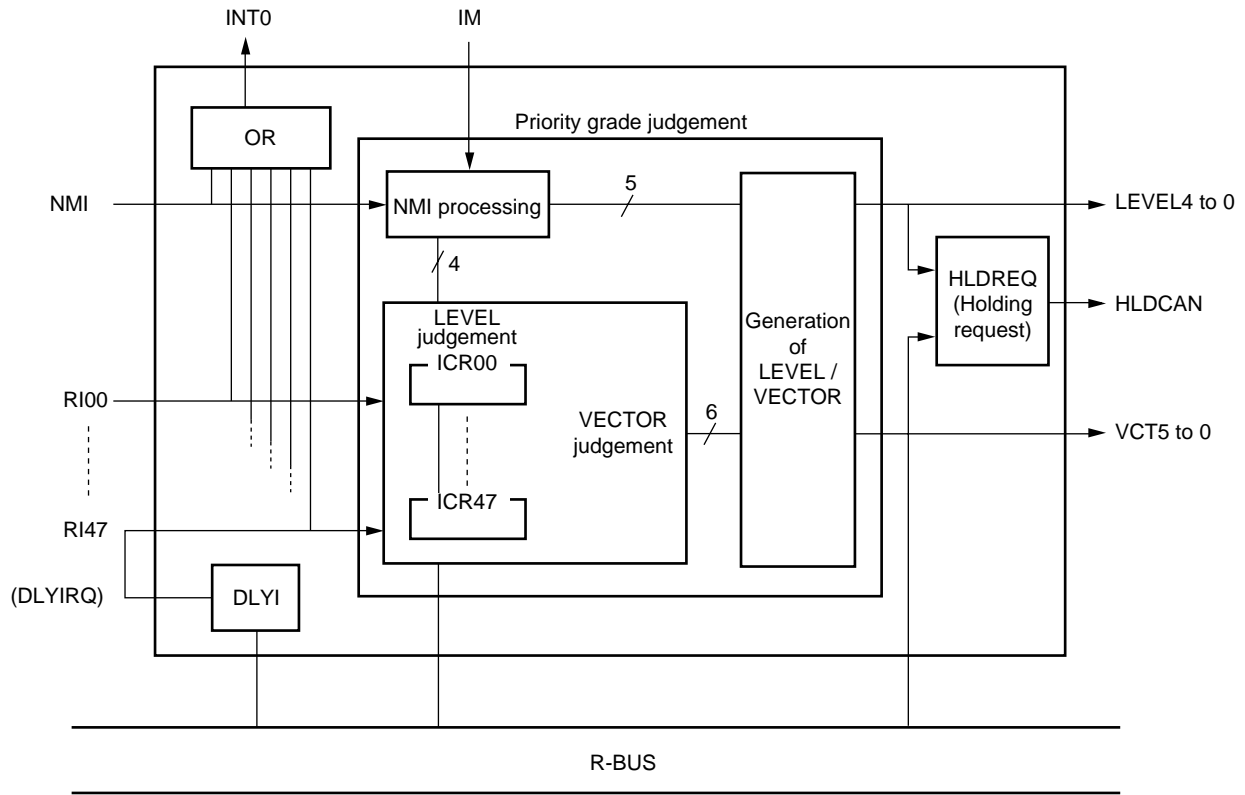 INT0
IM
OR
Priority grade judgement
NMI
NMI processing
5
LEVEL4 to 0
4
HLDREQ
(Holding
request)
HLDCAN
LEVEL
judgement
ICR00
Generation
of
LEVEL /
VECTOR
RI00
VECTOR
judgement
6
VCT5 to 0
ICR47
RI47
(DLYIRQ)
DLYI
R-BUS